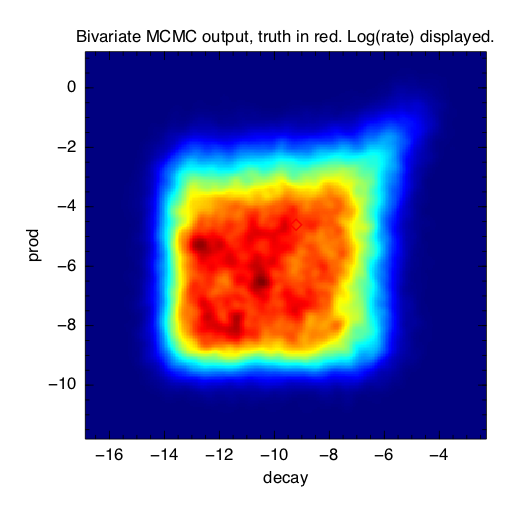 Bivariate MCMC output, truth in red. Log(rate) displayed.
0
−2
−4
−6
−8
−10
prod
−16 −14 −12 −10 −8 −6 −4
decay